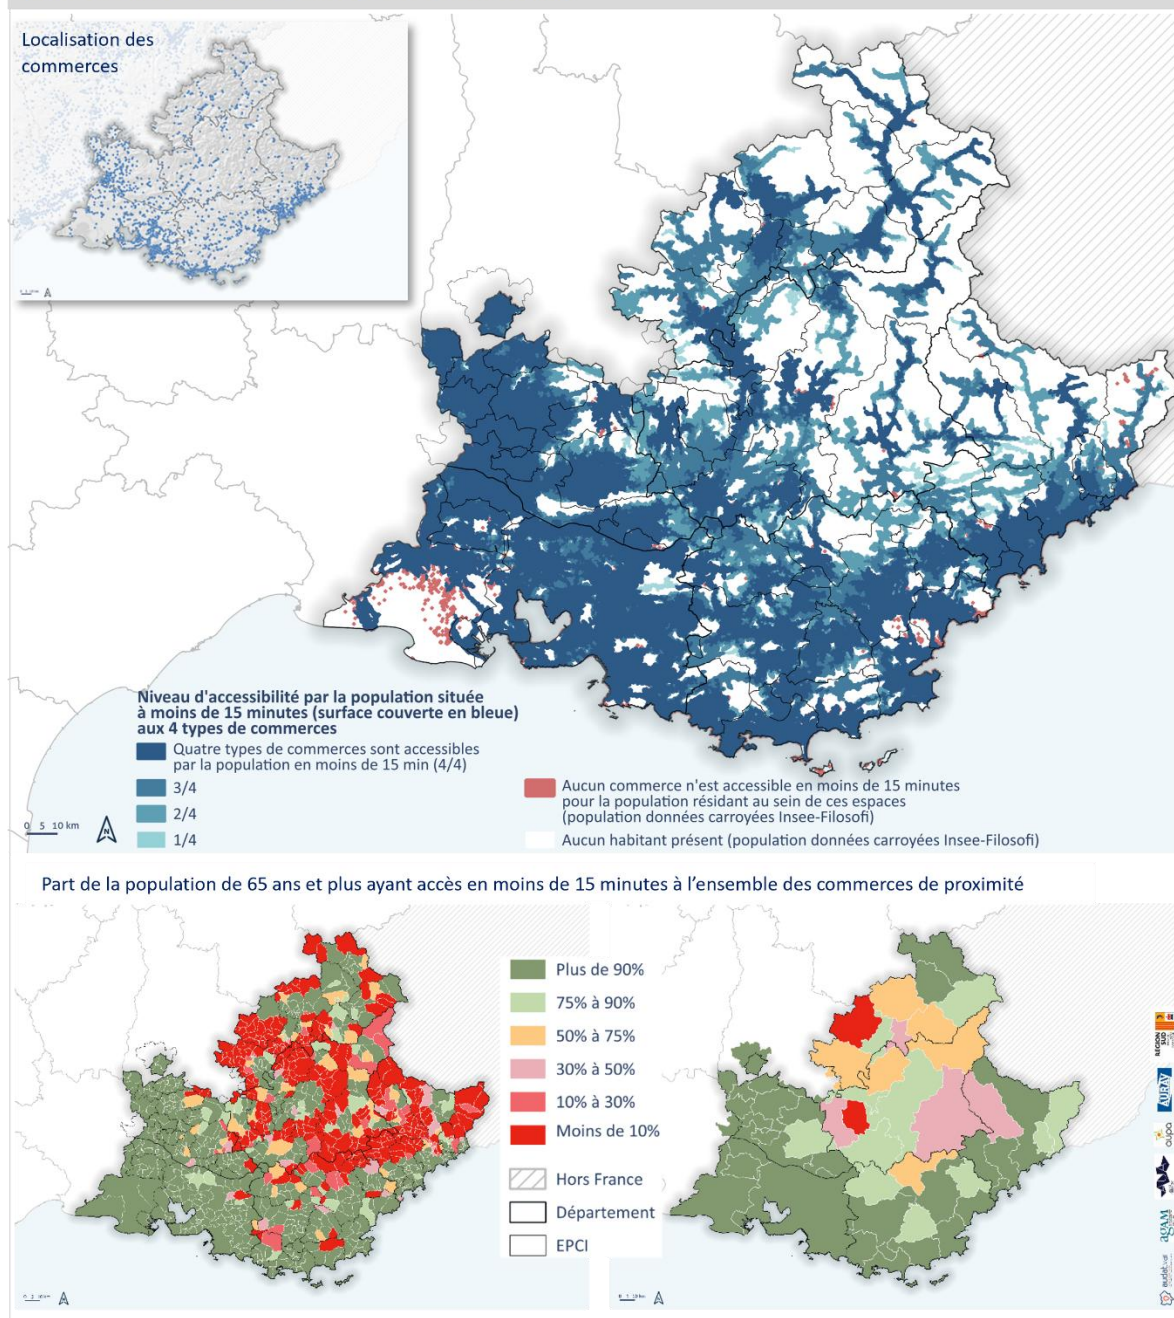 Localisation des
commerces
Niveau d'accessibilité par la population située
à moins de 15 minutes (surface couverte en bleue)
aux 4 types de commerces
Quatre types de commerces sont accessibles
par la population en moins de 15 min (4/4)
3/4
2/4
1/4
0 5 10 km
N
Aucun commerce n'est accessible en moins de 15 minutes
pour la population résidant au sein de ces espaces
(population données carroyées Insee-Filosofi)
Aucun habitant présent (population données carroyées Insee-Filosofi)
Part de la population de 65 ans et plus ayant accès en moins de 15 minutes à l'ensemble des commerces de proximité
Plus de 90%
75% à 90%
50% à 75%
30% à 50%
10% à 30%
Moins de 10%
Hors France
Département
EPCI
RÉGION
SUD
AURAV
aupa
agAM
audat.var